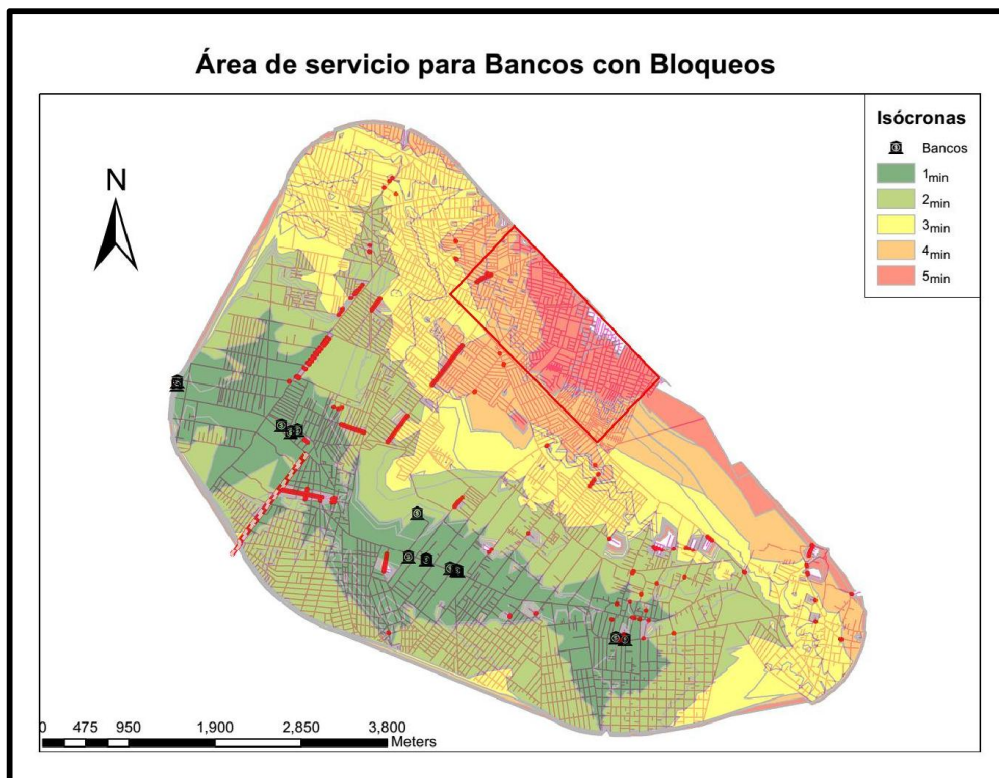 Área de servicio para Bancos con Bloqueos
Isócronas
Bancos
1min
2min
3min
4min
5min
N
0 475 950 1,900 2,850 3,800
Meters